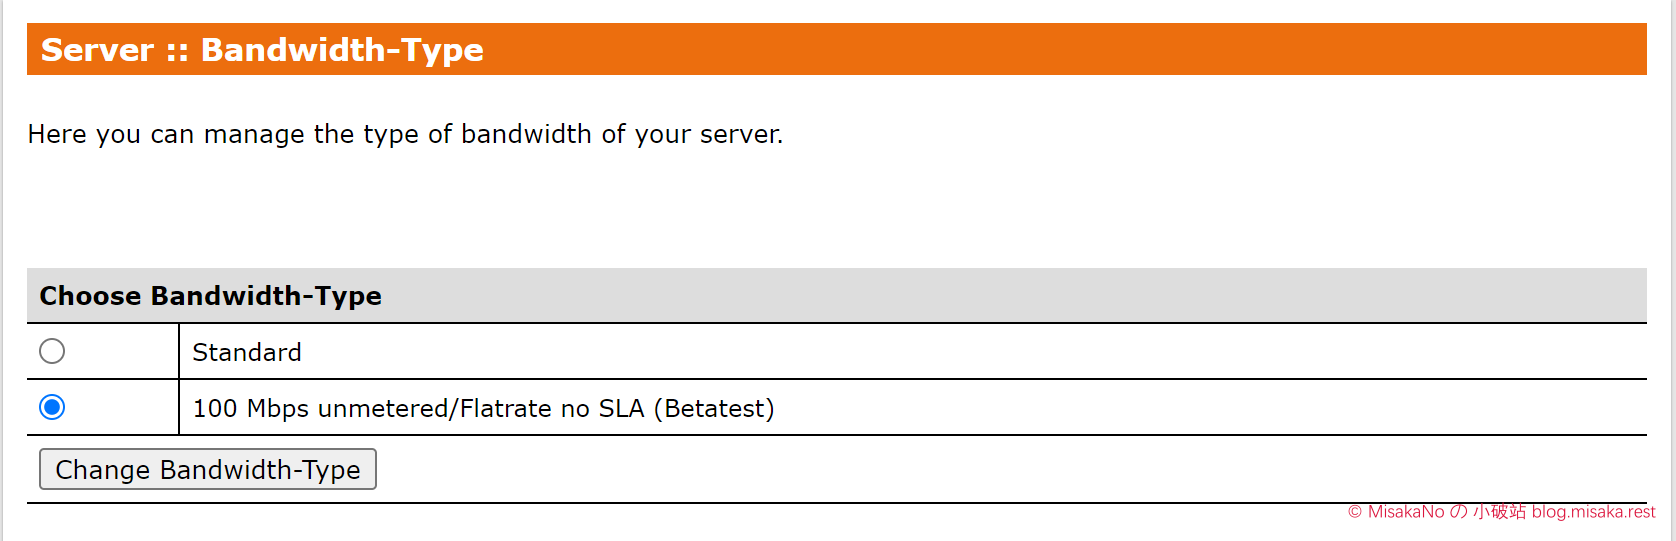 Server :: Bandwidth-Type
Here you can manage the type of bandwidth of your server.
Choose Bandwidth-Type
Standard
100 Mbps unmetered/Flatrate no SLA (Betatest)
Change Bandwidth-Type
© MisakaNo の 小破站 blog.misaka.rest